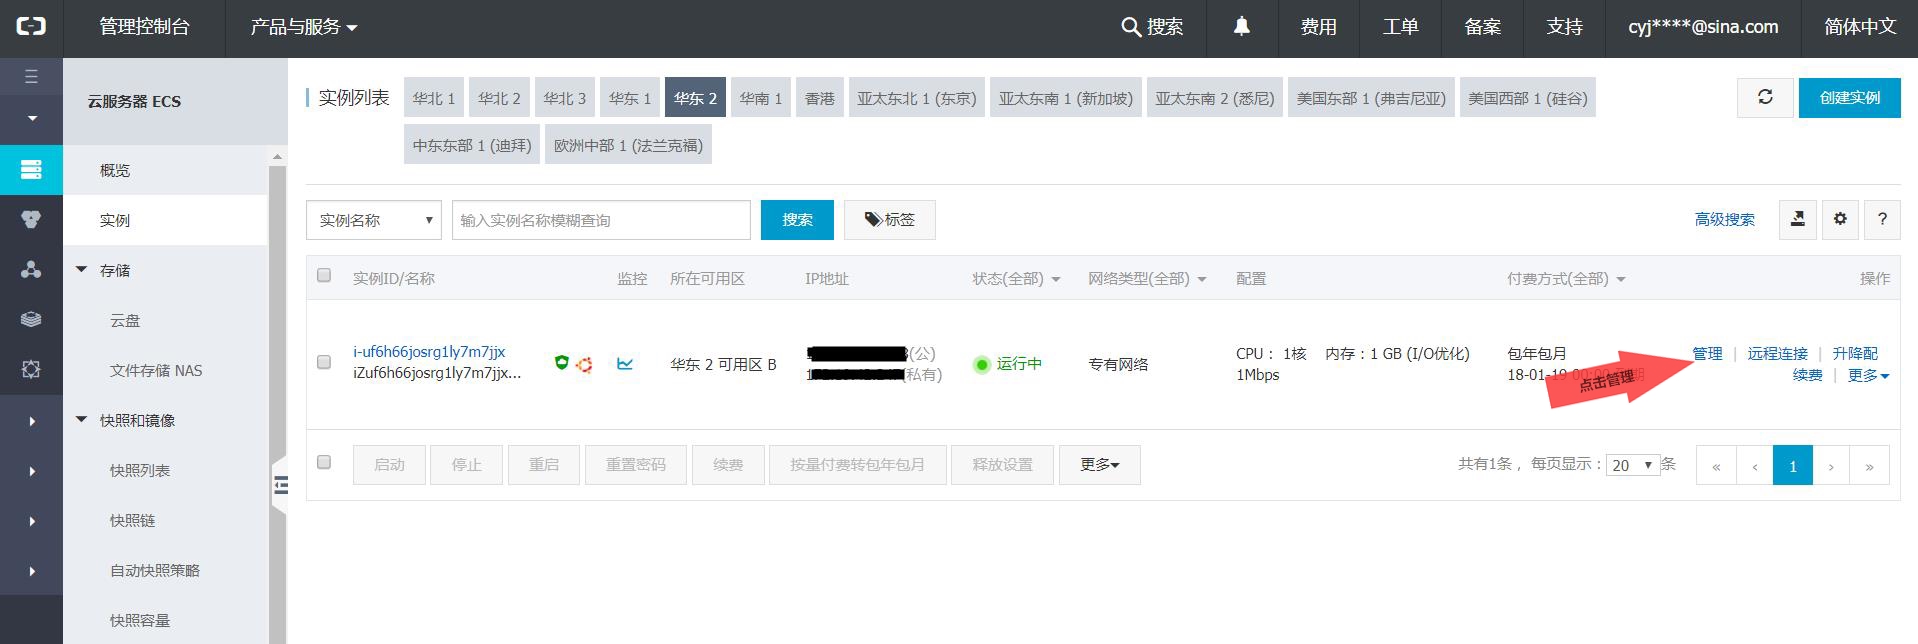 管理控制台 产品与服务 搜索 费用 工单 备案 支持 cyj****@sina.com 简体中文
云服务器 ECS
概览
实例
存储
云盘
文件存储 NAS
快照和镜像
快照列表
快照链
自动快照策略
快照容量
实例列表 华北 1 华北 2 华北 3 华东 1 华东 2 华南 1 香港 亚太东北 1 (东京) 亚太东南 1 (新加坡) 亚太东南 2 (悉尼) 美国东部 1 (弗吉尼亚) 美国西部 1 (硅谷) 创建实例
中东东部 1 (迪拜) 欧洲中部 1 (法兰克福)
实例名称 输入实例名称模糊查询 搜索 标签 高级搜索 ?
实例ID/名称 监控 所在可用区 IP地址 状态(全部) 网络类型(全部) 配置 付费方式(全部) 操作
i-uf6h66josrg1ly7m7jjx
iZuf6h66josrg1ly7m7jjx...
华东 2 可用区 B
(公)
(私有)
运行中
专有网络
CPU： 1核 内存：1 GB (I/O优化)
1Mbps
包年包月
18-01-19 00:00
点击管理
管理 | 远程连接 | 升降配
续费 | 更多
启动 停止 重启 重置密码 续费 按量付费转包年包月 释放设置 更多 共有1条， 每页显示：20 条 « ‹ 1 › »